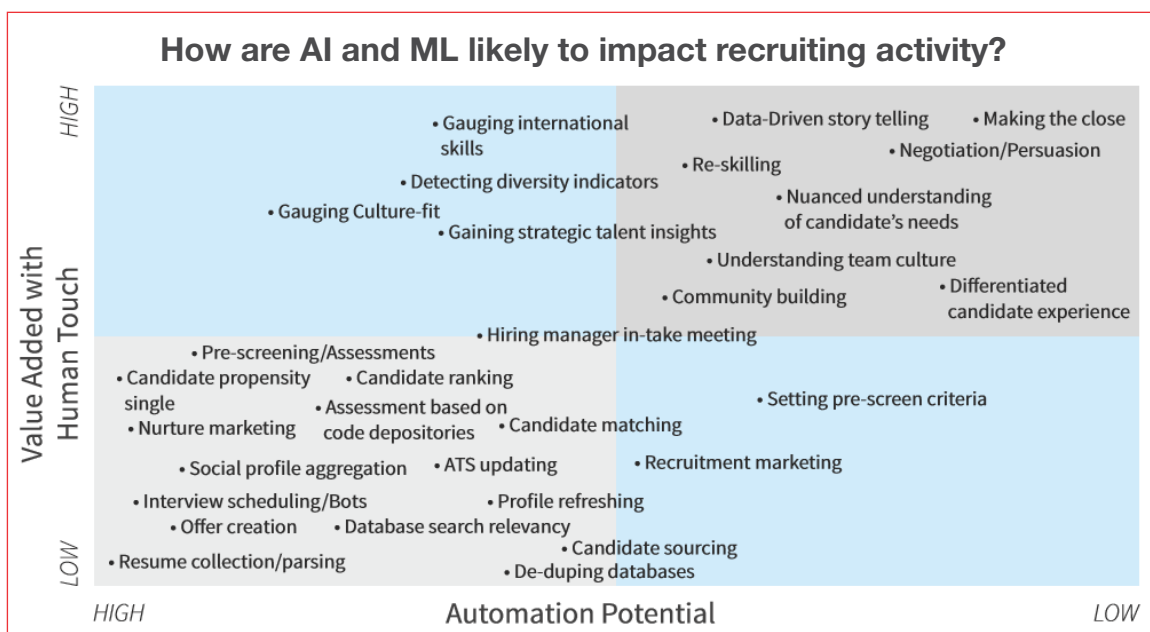 How are AI and ML likely to impact recruiting activity?
HIGH
• Gauging international
skills
• Data-Driven story telling
• Making the close
• Negotiation/Persuasion
• Re-skilling
• Detecting diversity indicators
• Nuanced understanding
of candidate's needs
• Gauging Culture-fit
• Gaining strategic talent insights
• Understanding team culture
• Differentiated
candidate experience
• Community building
• Hiring manager in-take meeting
Value Added with
Human Touch
• Pre-screening/Assessments
• Candidate propensity
single
• Candidate ranking
• Assessment based on
code depositories
• Setting pre-screen criteria
• Nurture marketing
• Candidate matching
• Social profile aggregation
• ATS updating
• Recruitment marketing
• Interview scheduling/Bots
• Profile refreshing
• Offer creation
• Database search relevancy
• Candidate sourcing
• Resume collection/parsing
• De-duping databases
LOW
HIGH
Automation Potential
LOW